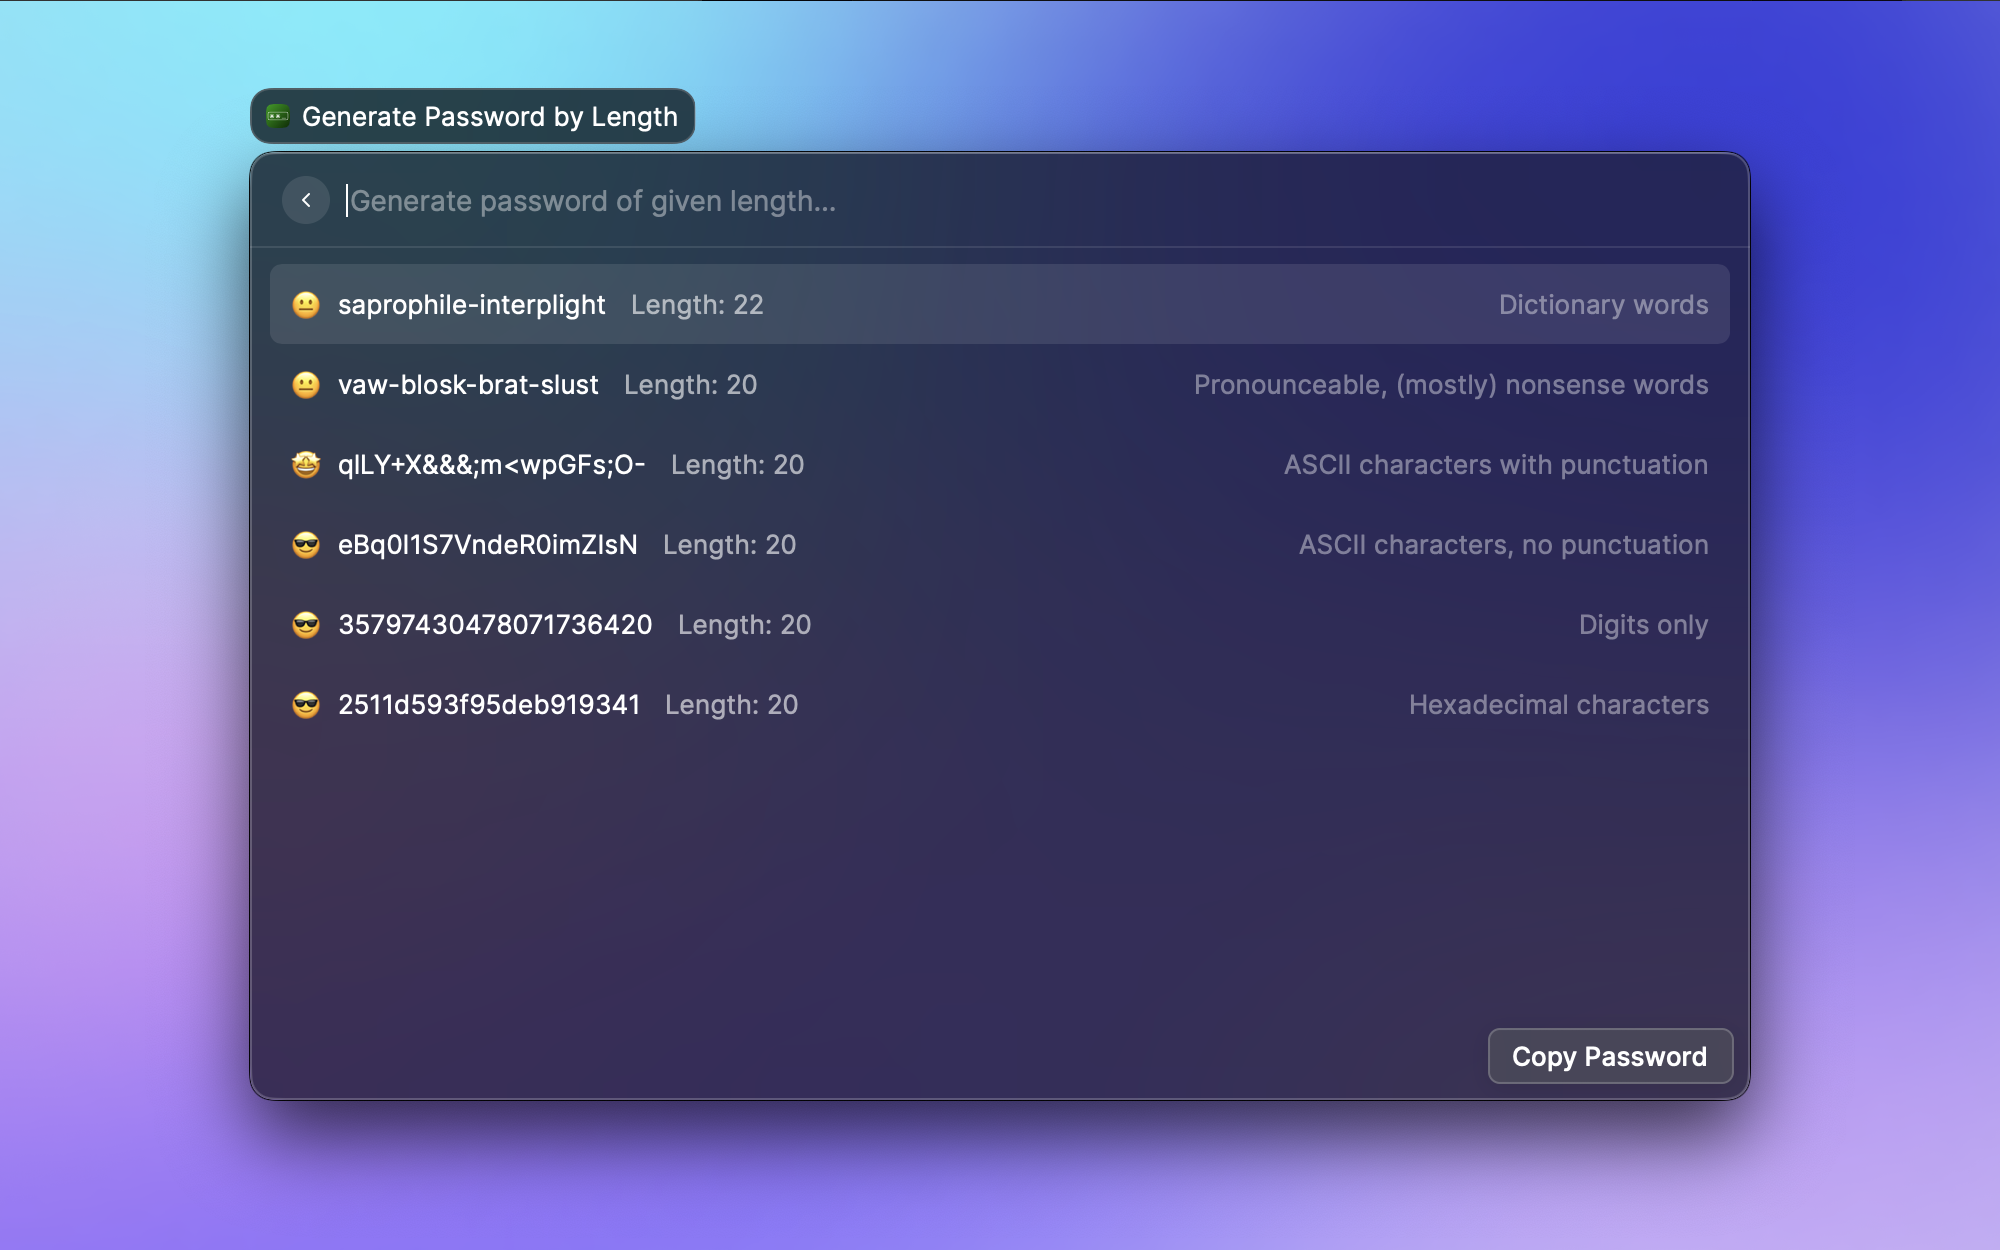 Generate Password by Length
Generate password of given length...
saprophile-interplight Length: 22 Dictionary words
vaw-blosk-brat-slust Length: 20 Pronounceable, (mostly) nonsense words
qlLY+X&&&;m<wpGFs;O- Length: 20 ASCII characters with punctuation
eBq0I1S7VndeR0imZlsN Length: 20 ASCII characters, no punctuation
35797430478071736420 Length: 20 Digits only
2511d593f95deb919341 Length: 20 Hexadecimal characters
Copy Password